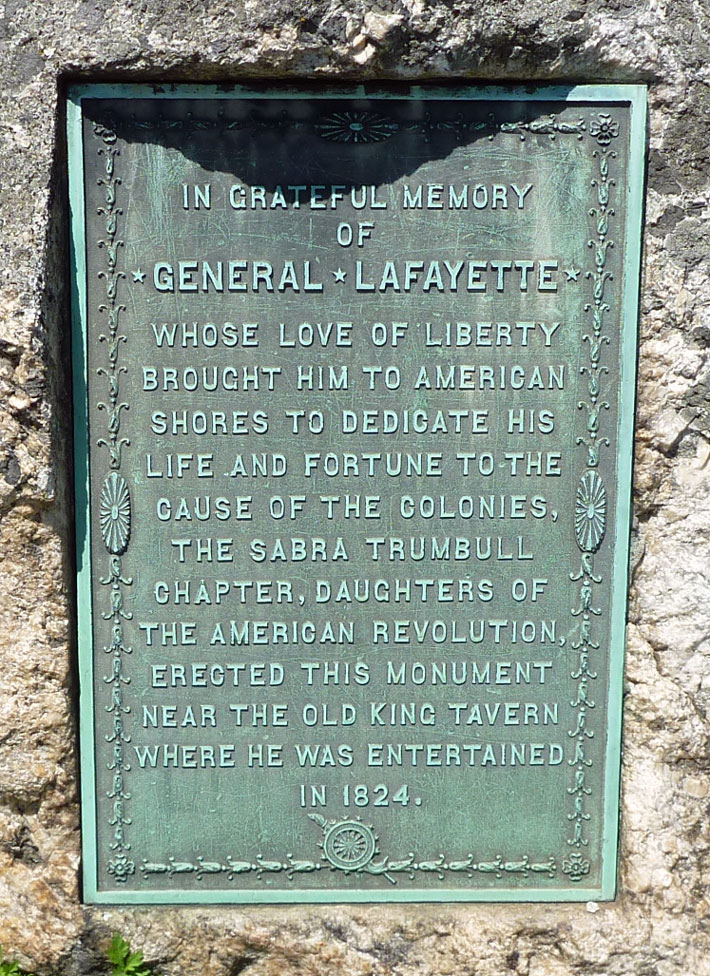 IN GRATEFUL MEMORY
OF
★GENERAL ★ LAFAYETTE★
WHOSE LOVE OF LIBERTY
BROUGHT HIM TO AMERICAN
SHORES TO DEDICATE HIS
LIFE AND FORTUNE TO THE
CAUSE OF THE COLONIES,
THE SABRA TRUMBULL
CHAPTER, DAUGHTERS OF
THE AMERICAN REVOLUTION,
ERECTED THIS MONUMENT
NEAR THE OLD KING TAVERN
WHERE HE WAS ENTERTAINED
IN 1824.